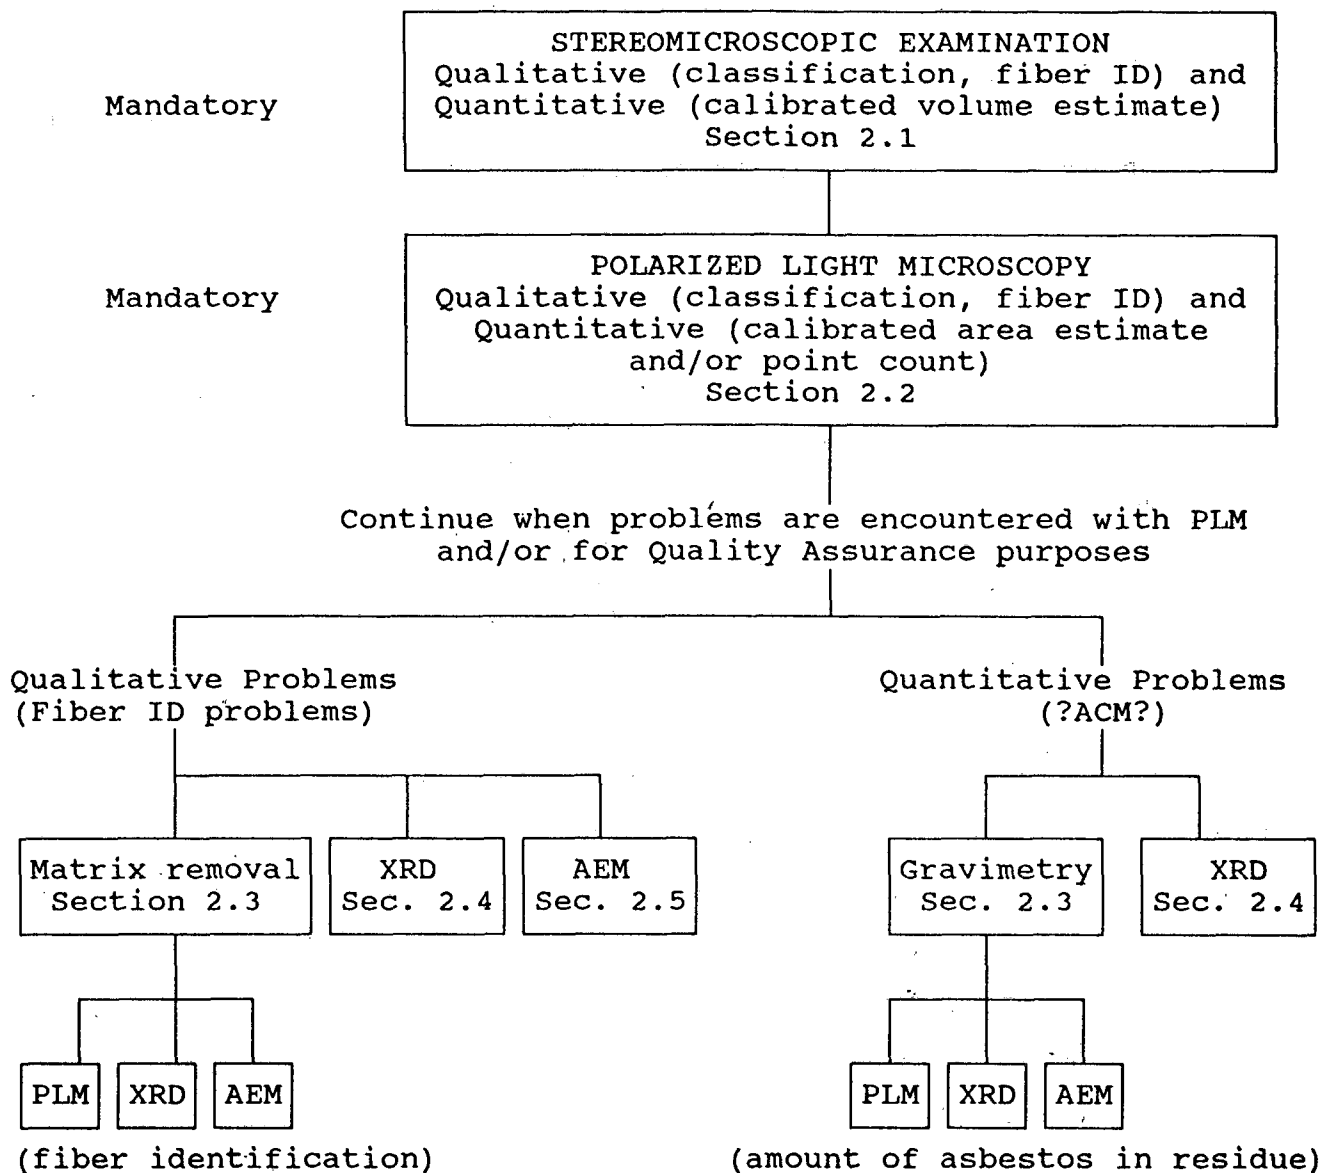 STEREOMICROSCOPIC EXAMINATION
Qualitative (classification, fiber ID) and
Quantitative (calibrated volume estimate)
Section 2.1
Mandatory
POLARIZED LIGHT MICROSCOPY
Qualitative (classification, fiber ID) and
Quantitative (calibrated area estimate
and/or point count)
Section 2.2
Mandatory
Continue when problems are encountered with PLM
and/or for Quality Assurance purposes
Qualitative Problems
(Fiber ID problems)
Quantitative Problems
(?ACM?)
Matrix removal
Section 2.3
XRD
Sec. 2.4
AEM
Sec. 2.5
Gravimetry
Sec. 2.3
XRD
Sec. 2.4
PLM
XRD
AEM
PLM
XRD
AEM
(fiber identification)
(amount of asbestos in residue)